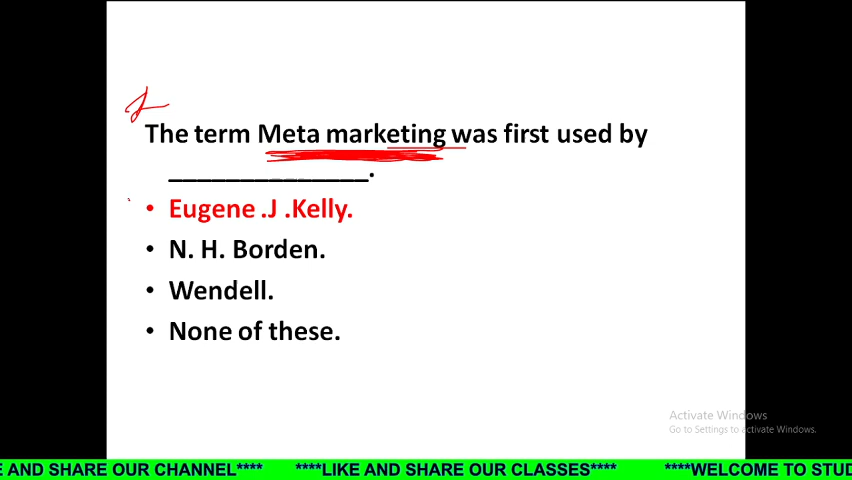 The term Meta marketing was first used by
______________.
• Eugene .J .Kelly.
• N. H. Borden.
• Wendell.
• None of these.
Activate Windows
Go to Settings to activate Windows.
E AND SHARE OUR CHANNEL**** ****LIKE AND SHARE OUR CLASSES**** ****WELCOME TO STUD